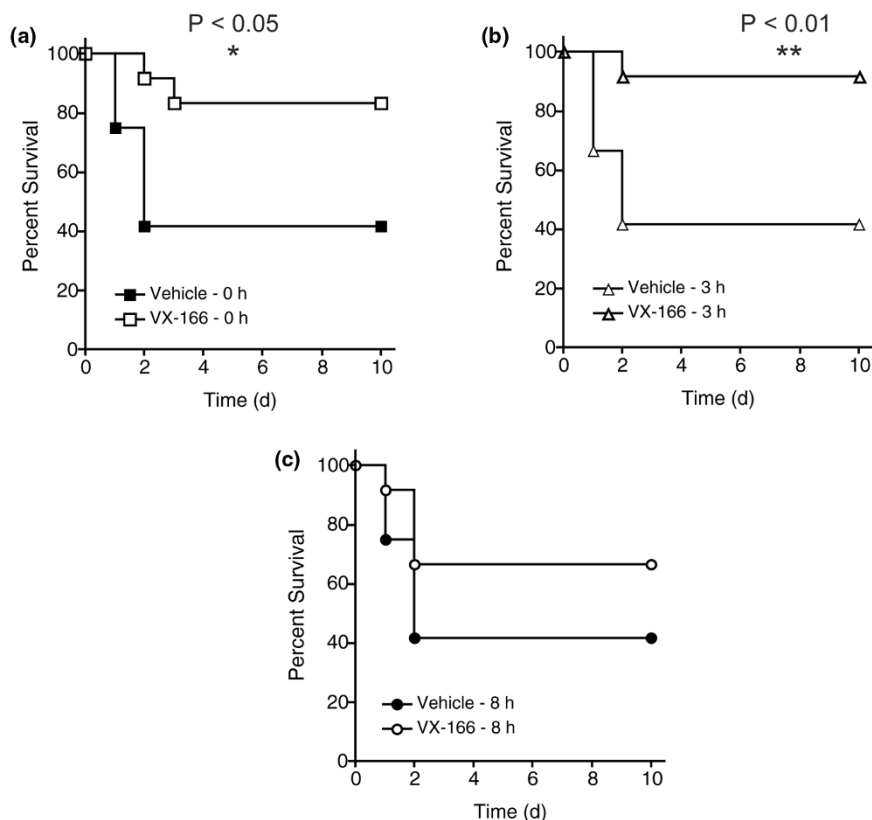 (a)
P < 0.05
*
100
80
60
40
20
0
Percent Survival
Vehicle - 0 h
VX-166 - 0 h
0 2 4 6 8 10
Time (d)
(b)
P < 0.01
**
100
80
60
40
20
0
Percent Survival
Vehicle - 3 h
VX-166 - 3 h
0 2 4 6 8 10
Time (d)
(c)
100
80
60
40
20
0
Percent Survival
Vehicle - 8 h
VX-166 - 8 h
0 2 4 6 8 10
Time (d)